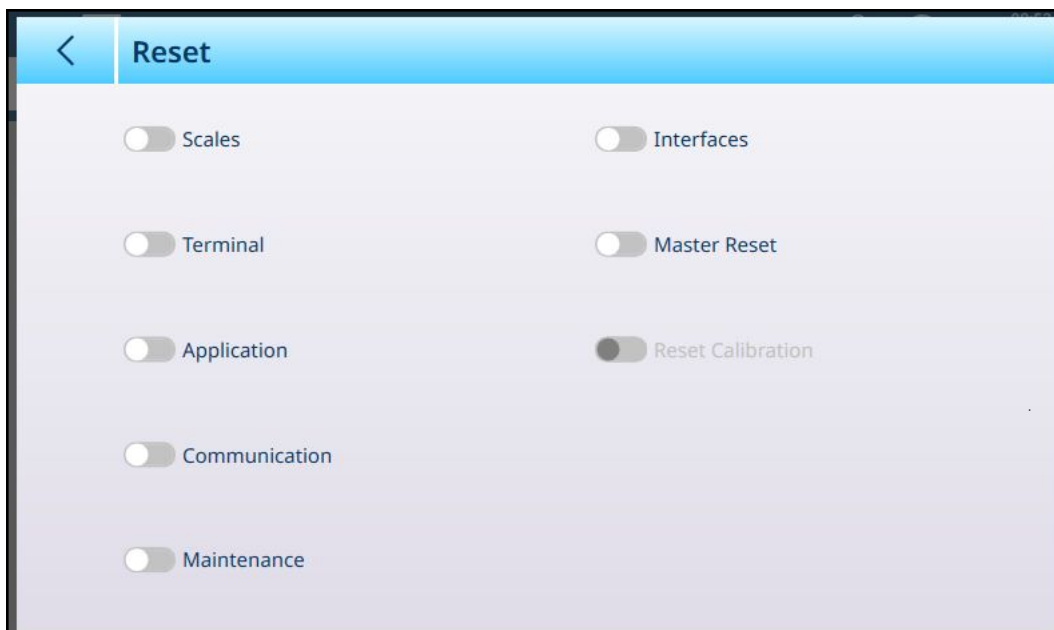 Reset
Scales
Interfaces
Terminal
Master Reset
Application
Reset Calibration
Communication
Maintenance